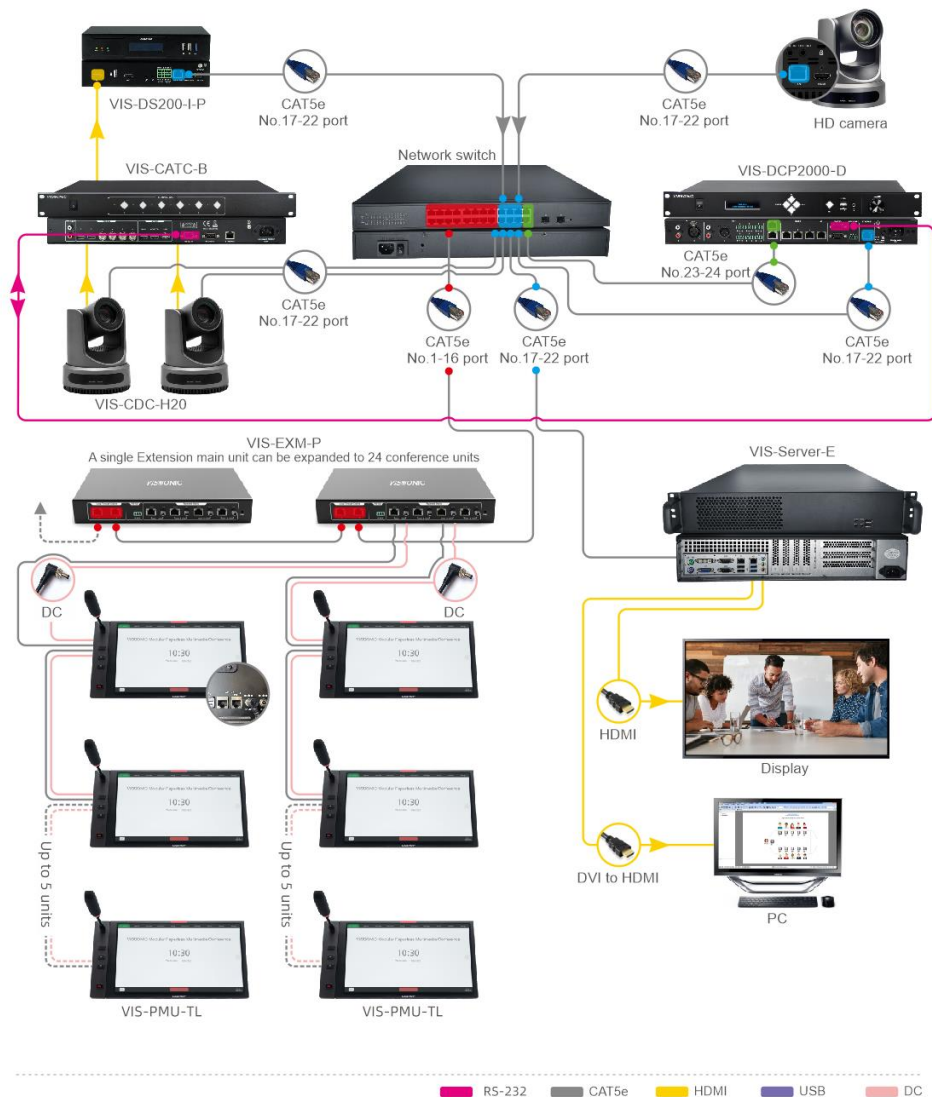 VIS-DS200-I-P
CAT5e
No.17-22 port
CAT5e
No.17-22 port
HD camera
VIS-CATC-B
Network switch
VIS-DCP2000-D
CAT5e
No.17-22 port
CAT5e
No.23-24 port
CAT5e
No.1-16 port
CAT5e
No.17-22 port
CAT5e
No.17-22 port
VIS-CDC-H20
VIS-EXM-P
A single Extension main unit can be expanded to 24 conference units
VIS-Server-E
DC
DC
10:30
10:30
HDMI
Display
10:30
10:30
Up to 5 units
Up to 5 units
DVI to HDMI
PC
10:30
10:30
VIS-PMU-TL
VIS-PMU-TL
RS-232
CAT5e
HDMI
USB
DC